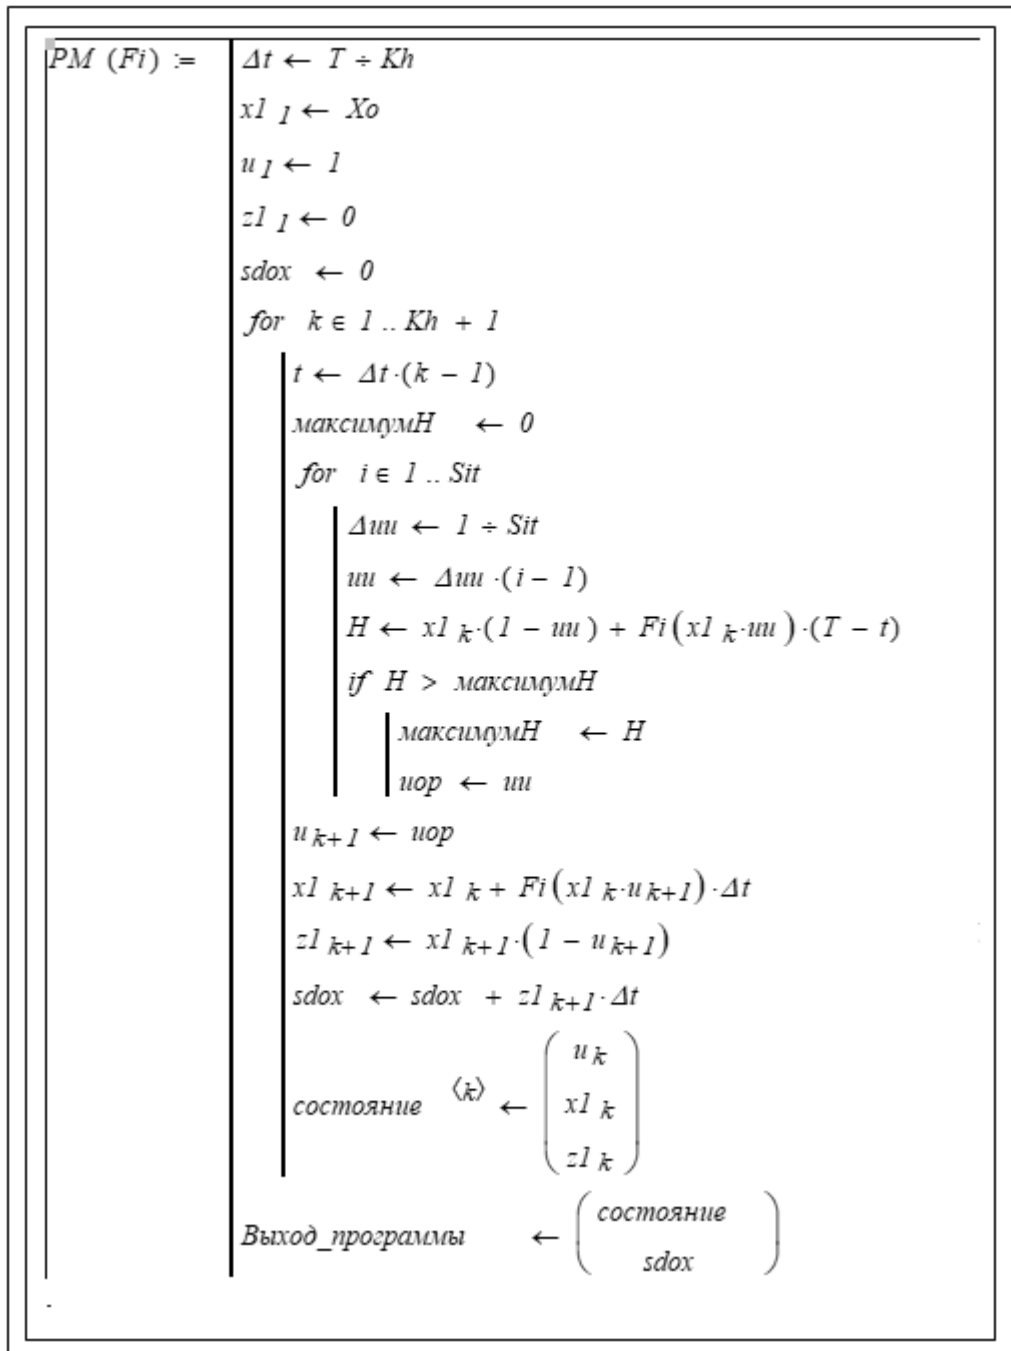 PM (Fi) := Δt ← T ÷ Kh
x1 1 ← Xo
u 1 ← 1
z1 1 ← 0
sdox ← 0
for k ∈ 1 .. Kh + 1
t ← Δt·(k − 1)
максимумH ← 0
for i ∈ 1 .. Sit
Δuu ← 1 ÷ Sit
uu ← Δuu ·(i − 1)
H ← x1 k·(1 − uu ) + Fi(x1 k·uu )·(T − t)
if H > максимумH
максимумH ← H
uop ← uu
u k+1 ← uop
x1 k+1 ← x1 k + Fi(x1 k·u k+1)·Δt
z1 k+1 ← x1 k+1·(1 − u k+1)
sdox ← sdox + z1 k+1·Δt
u k
состояние ⟨k⟩ ← x1 k
z1 k
состояние
Выход_программы ←
sdox